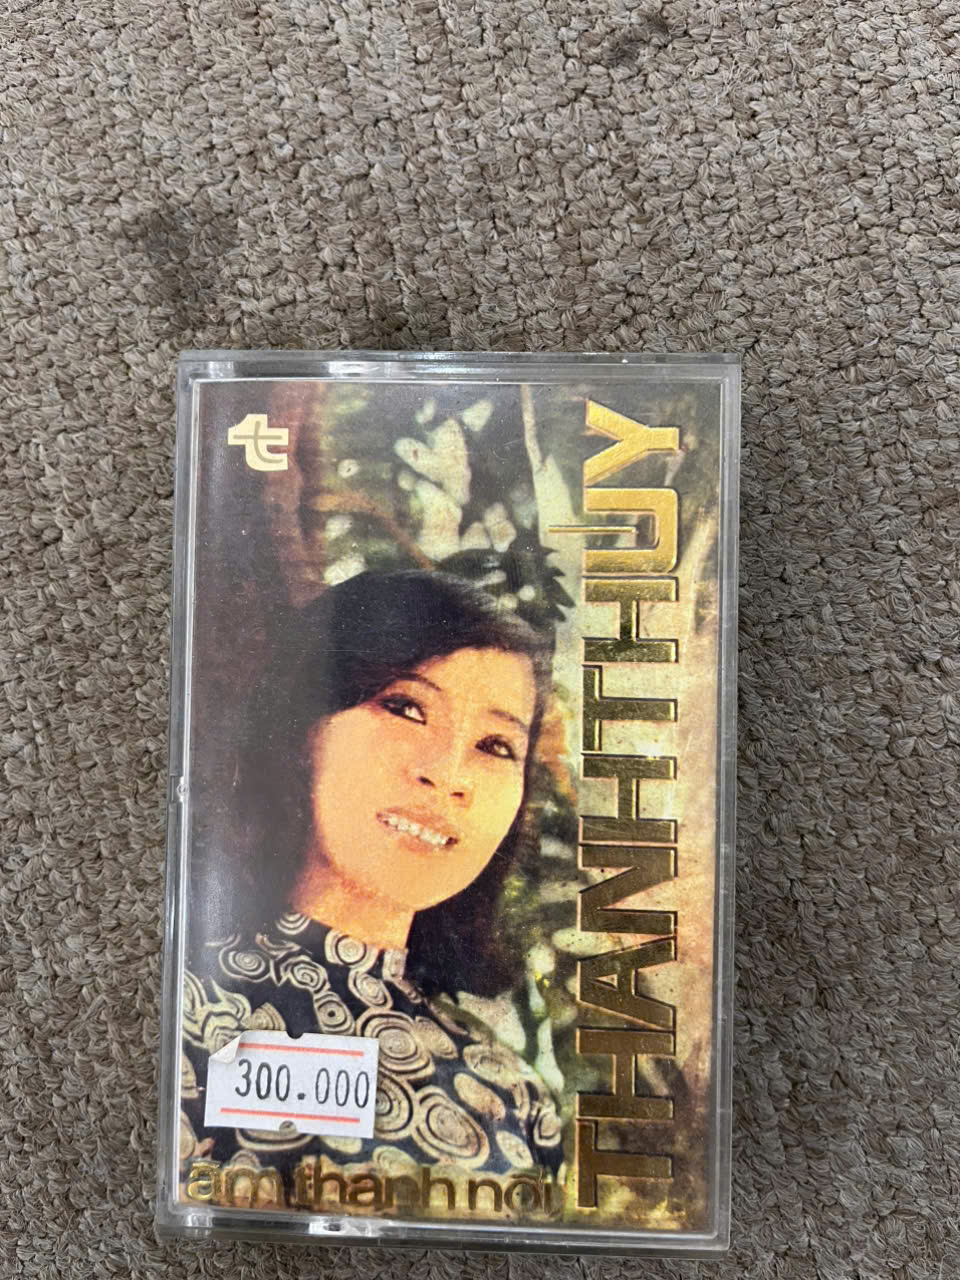 t
THANH THÚY
300.000
âm thanh nổi